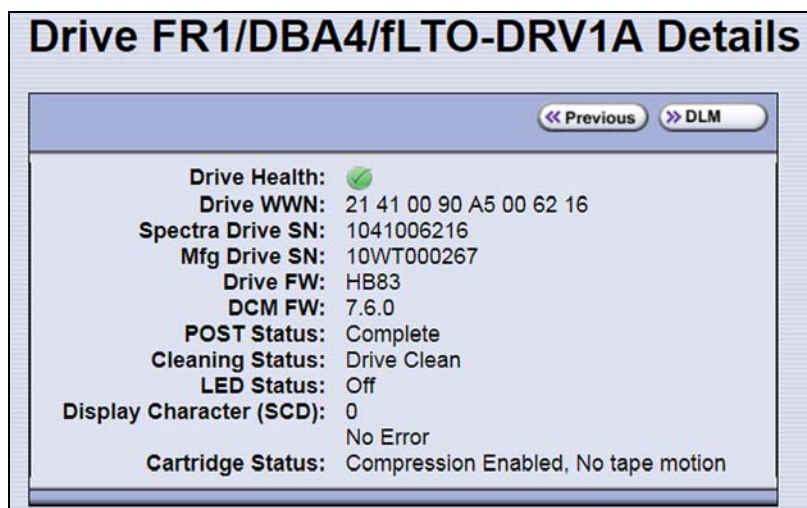 Drive FR1/DBA4/fLTO-DRV1A Details
Previous DLM
Drive Health:
Drive WWN: 21 41 00 90 A5 00 62 16
Spectra Drive SN: 1041006216
Mfg Drive SN: 10WT000267
Drive FW: HB83
DCM FW: 7.6.0
POST Status: Complete
Cleaning Status: Drive Clean
LED Status: Off
Display Character (SCD): 0
No Error
Cartridge Status: Compression Enabled, No tape motion